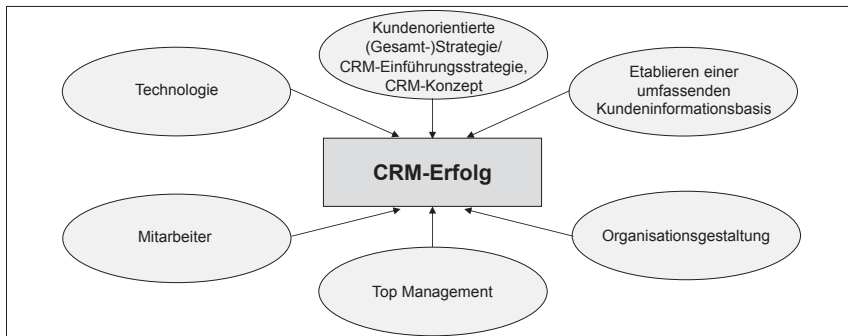 Kundenorientierte
(Gesamt-)Strategie/
CRM-Einführungsstrategie,
CRM-Konzept
Technologie
Etablieren einer
umfassenden
Kundeninformationsbasis
CRM-Erfolg
Mitarbeiter
Organisationsgestaltung
Top Management